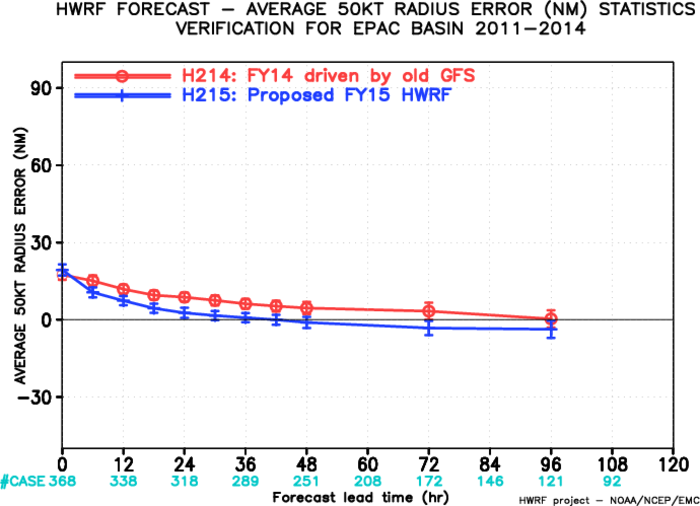 HWRF FORECAST – AVERAGE 50KT RADIUS ERROR (NM) STATISTICS
VERIFICATION FOR EPAC BASIN 2011–2014
H214: FY14 driven by old GFS
H215: Proposed FY15 HWRF
AVERAGE 50KT RADIUS ERROR (NM)
90
60
30
0
–30
0 12 24 36 48 60 72 84 96 108 120
#CASE 368 338 318 289 251 208 172 146 121 92
Forecast lead time (hr)
HWRF project – NOAA/NCEP/EMC